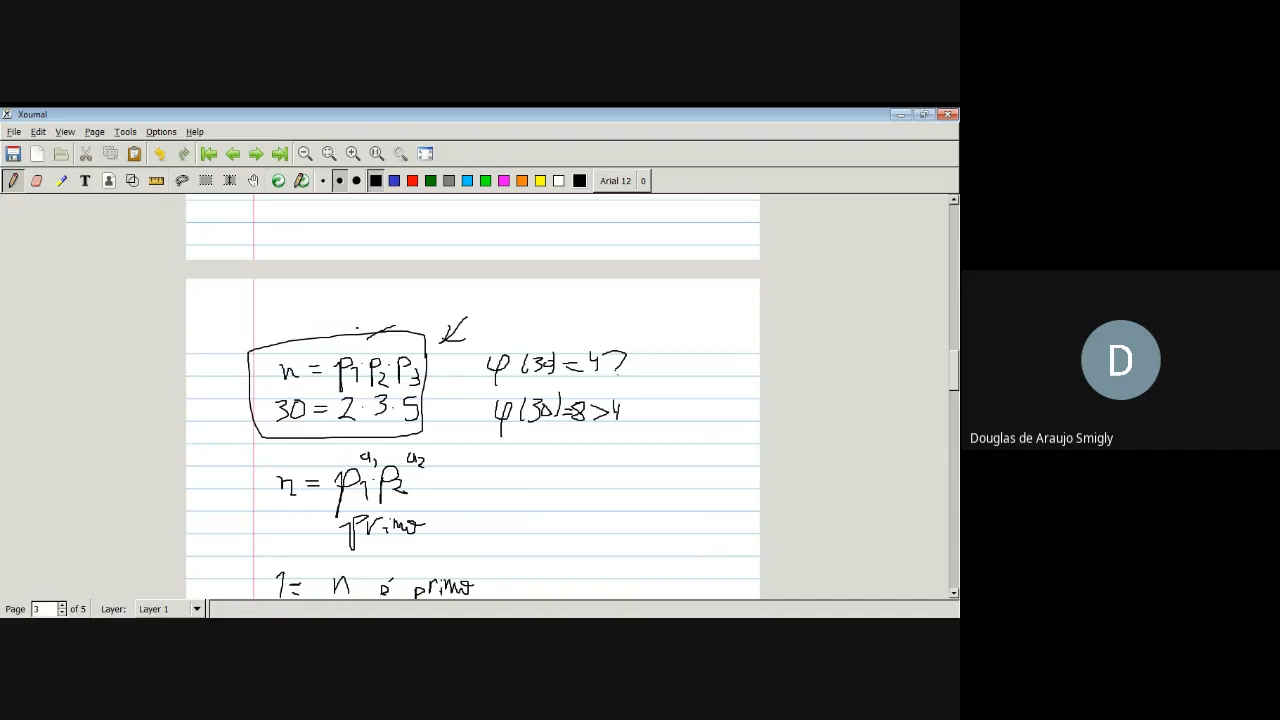 Xournal
File Edit View Page Tools Options Help
Arial 12 0
n = p1 · p2 · p3
φ(30) = 4?
30 = 2 · 3 · 5
φ(30) = 8 > 4
n = p1^a1 · p2^a2
primo
1 = n é primo
Page 3 of 5 Layer: Layer 1
D
Douglas de Araujo Smigly